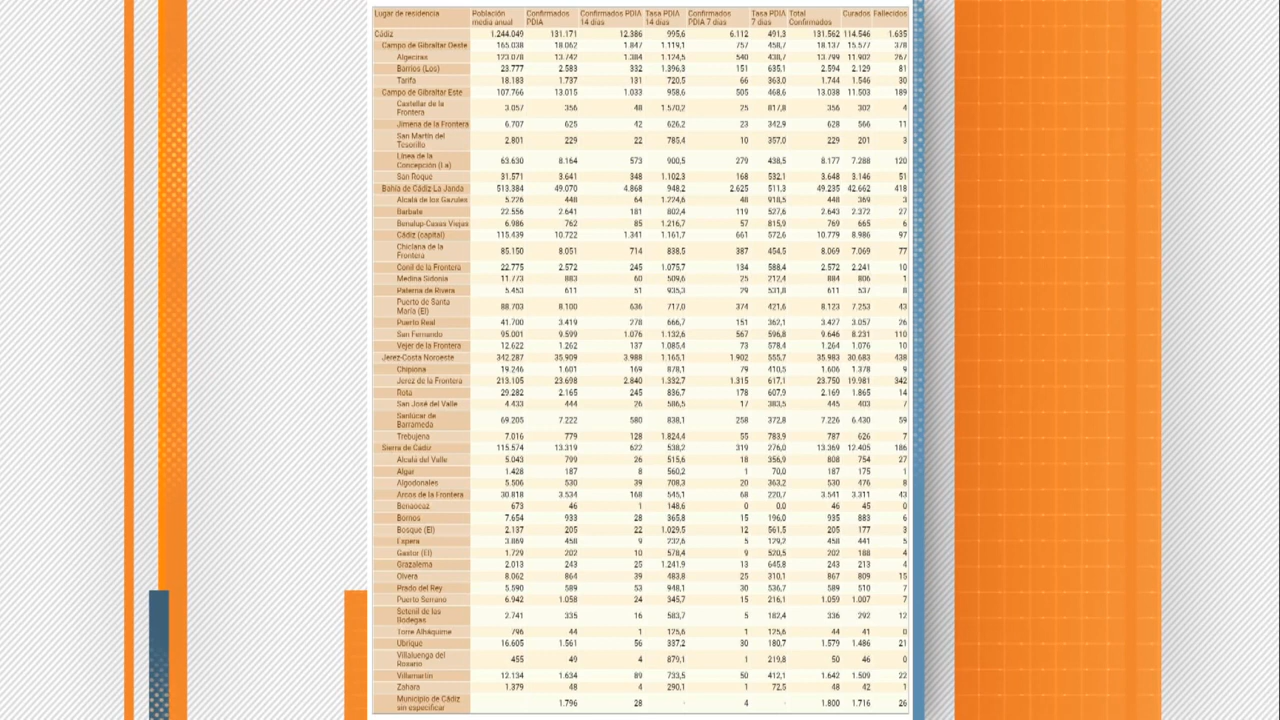 Lugar de residencia Población media anual Confirmados PDIA Confirmados PDIA 14 días Tasa PDIA 14 días Confirmados PDIA 7 días Tasa PDIA 7 días Total Confirmados Curados Fallecidos
Cádiz 1.244.049 131.171 12.386 995,6 6.112 491,3 131.562 114.546 1.635
Campo de Gibraltar Oeste 165.038 18.062 1.847 1.119,1 757 458,7 18.137 15.577 378
Algeciras 123.078 13.742 1.384 1.124,5 540 438,7 13.799 11.902 267
Barrios (Los) 23.777 2.583 332 1.396,3 151 635,1 2.594 2.129 81
Tarifa 18.183 1.737 131 720,5 66 363,0 1.744 1.546 30
Campo de Gibraltar Este 107.766 13.015 1.033 958,6 505 468,6 13.038 11.503 189
Castellar de la Frontera 3.057 356 48 1.570,2 25 817,8 356 302 4
Jimena de la Frontera 6.707 625 42 626,2 23 342,9 628 566 11
San Martín del Tesorillo 2.801 229 22 785,4 10 357,0 229 201 3
Línea de la Concepción (La) 63.630 8.164 573 900,5 279 438,5 8.177 7.288 120
San Roque 31.571 3.641 348 1.102,3 168 532,1 3.648 3.146 51
Bahía de Cádiz-La Janda 513.384 49.070 4.868 948,2 2.625 511,3 49.235 42.662 418
Alcalá de los Gazules 5.226 448 64 1.224,6 48 918,5 448 369 3
Barbate 22.556 2.641 181 802,4 119 527,6 2.643 2.372 27
Benalup-Casas Viejas 6.986 762 85 1.216,7 57 815,9 769 665 6
Cádiz (capital) 115.439 10.722 1.341 1.161,7 661 572,6 10.779 8.986 97
Chiclana de la Frontera 85.150 8.051 714 838,5 387 454,5 8.069 7.069 77
Conil de la Frontera 22.775 2.572 245 1.075,7 134 588,4 2.572 2.241 10
Medina Sidonia 11.773 883 60 509,6 25 212,4 884 806 1
Paterna de Rivera 5.453 611 51 935,3 29 531,8 611 537 8
Puerto de Santa María (El) 88.703 8.100 636 717,0 374 421,6 8.123 7.253 43
Puerto Real 41.700 3.419 278 666,7 151 362,1 3.427 3.057 26
San Fernando 95.001 9.599 1.076 1.132,6 567 596,8 9.646 8.231 110
Vejer de la Frontera 12.622 1.262 137 1.085,4 73 578,4 1.264 1.076 10
Jerez-Costa Noroeste 342.287 35.909 3.988 1.165,1 1.902 555,7 35.983 30.683 438
Chipiona 19.246 1.601 169 878,1 79 410,5 1.606 1.378 9
Jerez de la Frontera 213.105 23.698 2.840 1.332,7 1.315 617,1 23.750 19.981 342
Rota 29.282 2.165 245 836,7 178 607,9 2.169 1.865 14
San José del Valle 4.433 444 26 586,5 17 383,5 445 403 7
Sanlúcar de Barrameda 69.205 7.222 580 838,1 258 372,8 7.226 6.430 59
Trebujena 7.016 779 128 1.824,4 55 783,9 787 626 7
Sierra de Cádiz 115.574 13.319 622 538,2 319 276,0 13.369 12.405 186
Alcalá del Valle 5.043 799 26 515,6 18 356,9 808 754 27
Algar 1.428 187 8 560,2 1 70,0 187 175 1
Algodonales 5.506 530 39 708,3 20 363,2 530 476 8
Arcos de la Frontera 30.818 3.534 168 545,1 68 220,7 3.541 3.311 43
Benaocaz 673 46 1 148,6 0 0,0 46 45 0
Bornos 7.654 933 28 365,8 15 196,0 935 883 6
Bosque (El) 2.137 205 22 1.029,5 12 561,5 205 177 3
Espera 3.869 458 9 232,6 5 129,2 458 441 5
Gastor (El) 1.729 202 10 578,4 9 520,5 202 188 4
Grazalema 2.013 243 25 1.241,9 13 645,8 243 213 4
Olvera 8.062 864 39 483,8 25 310,1 867 809 15
Prado del Rey 5.590 589 53 948,1 30 536,7 589 510 7
Puerto Serrano 6.942 1.058 24 345,7 15 216,1 1.059 1.007 7
Setenil de las Bodegas 2.741 335 16 583,7 5 182,4 336 292 12
Torre Alháquime 796 44 1 125,6 1 125,6 44 41 0
Ubrique 16.605 1.561 56 337,2 30 180,7 1.579 1.486 21
Villaluenga del Rosario 455 49 4 879,1 1 219,8 50 46 0
Villamartín 12.134 1.634 89 733,5 50 412,1 1.642 1.509 22
Zahara 1.379 48 4 290,1 1 72,5 48 42 1
Municipio de Cádiz sin especificar 1.796 28 - 4 - 1.800 1.716 26